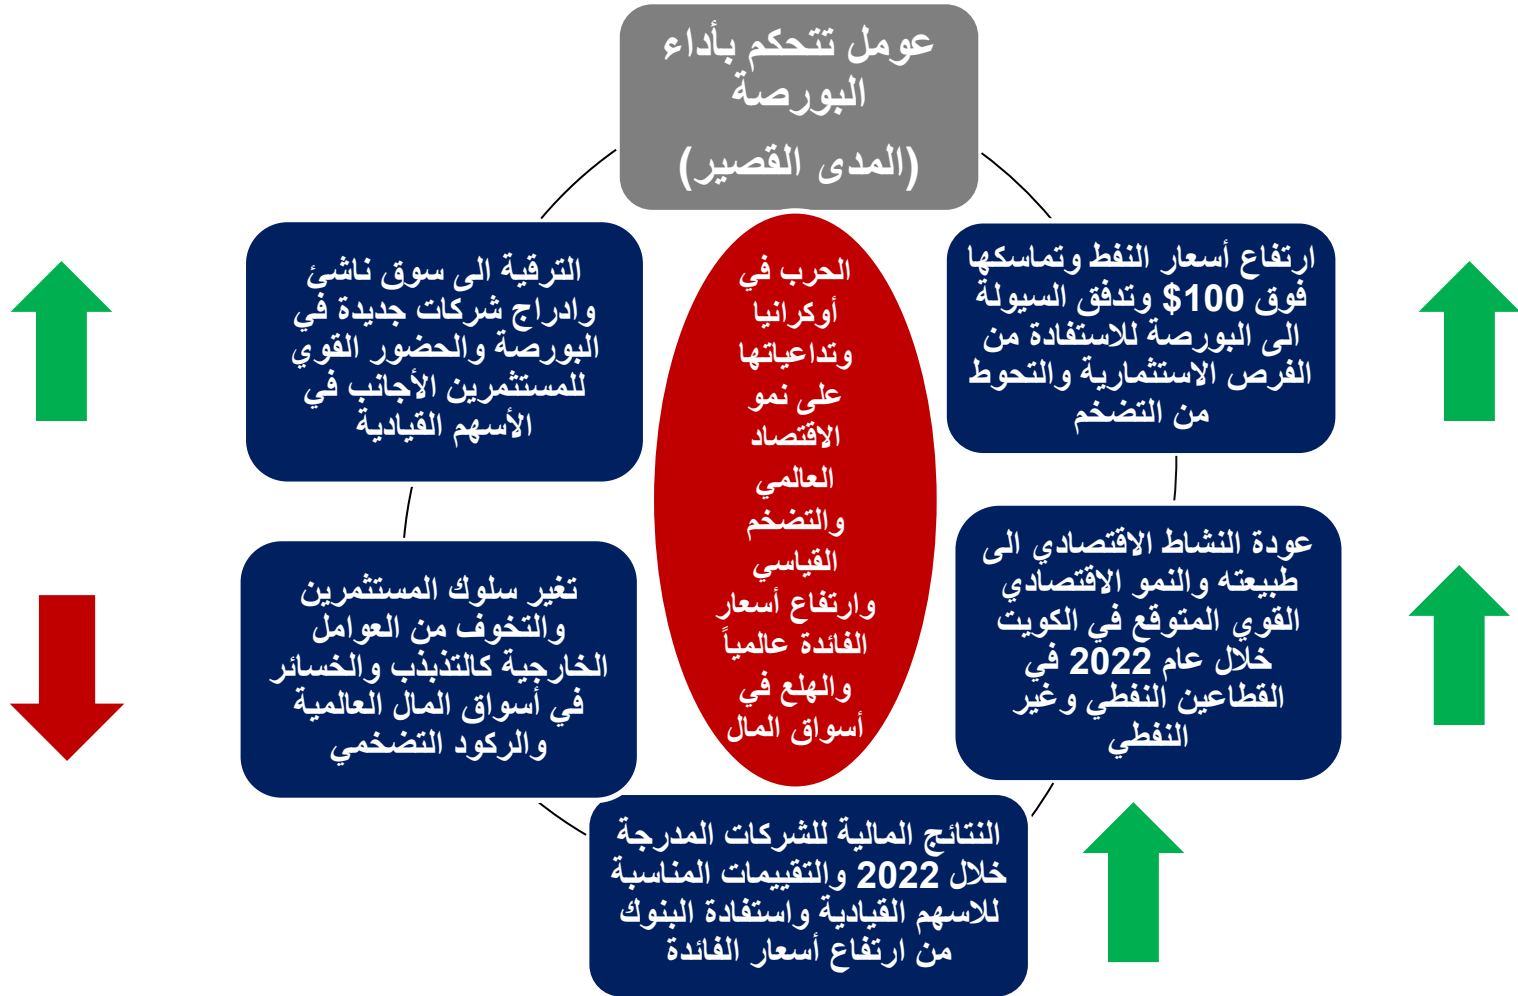 عومل تتحكم بأداء
البورصة
(المدى القصير)
ارتفاع أسعار النفط وتماسكها
فوق 100$ وتدفق السيولة
الى البورصة للاستفادة من
الفرص الاستثمارية والتحوط
من التضخم
عودة النشاط الاقتصادي الى
طبيعته والنمو الاقتصادي
القوي المتوقع في الكويت
خلال عام 2022 في
القطاعين النفطي وغير
النفطي
النتائج المالية للشركات المدرجة
خلال 2022 والتقييمات المناسبة
للاسهم القيادية واستفادة البنوك
من ارتفاع أسعار الفائدة
تغير سلوك المستثمرين
والتخوف من العوامل
الخارجية كالتذبذب والخسائر
في أسواق المال العالمية
والركود التضخمي
الترقية الى سوق ناشئ
وادراج شركات جديدة في
البورصة والحضور القوي
للمستثمرين الأجانب في
الأسهم القيادية
الحرب في
أوكرانيا
وتداعياتها
على نمو
الاقتصاد
العالمي
والتضخم
القياسي
وارتفاع أسعار
الفائدة عالمياً
والهلع في
أسواق المال